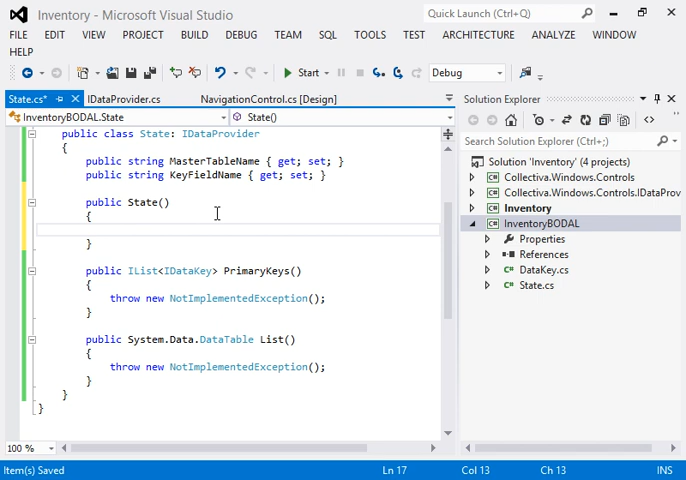 Inventory - Microsoft Visual Studio
Quick Launch (Ctrl+Q)
FILE EDIT VIEW PROJECT BUILD DEBUG TEAM SQL TOOLS TEST ARCHITECTURE ANALYZE WINDOW
HELP
Start Debug
State.cs* IDataProvider.cs NavigationControl.cs [Design]
InventoryBODAL.State State()
public class State: IDataProvider
{
public string MasterTableName { get; set; }
public string KeyFieldName { get; set; }
public State()
{
}
public IList<IDataKey> PrimaryKeys()
{
throw new NotImplementedException();
}
public System.Data.DataTable List()
{
throw new NotImplementedException();
}
}
}
100 %
Solution Explorer
Search Solution Explorer (Ctrl+;)
Solution 'Inventory' (4 projects)
Collectiva.Windows.Controls
Collectiva.Windows.Controls.IDataProv
Inventory
InventoryBODAL
Properties
References
DataKey.cs
State.cs
Item(s) Saved Ln 17 Col 13 Ch 13 INS